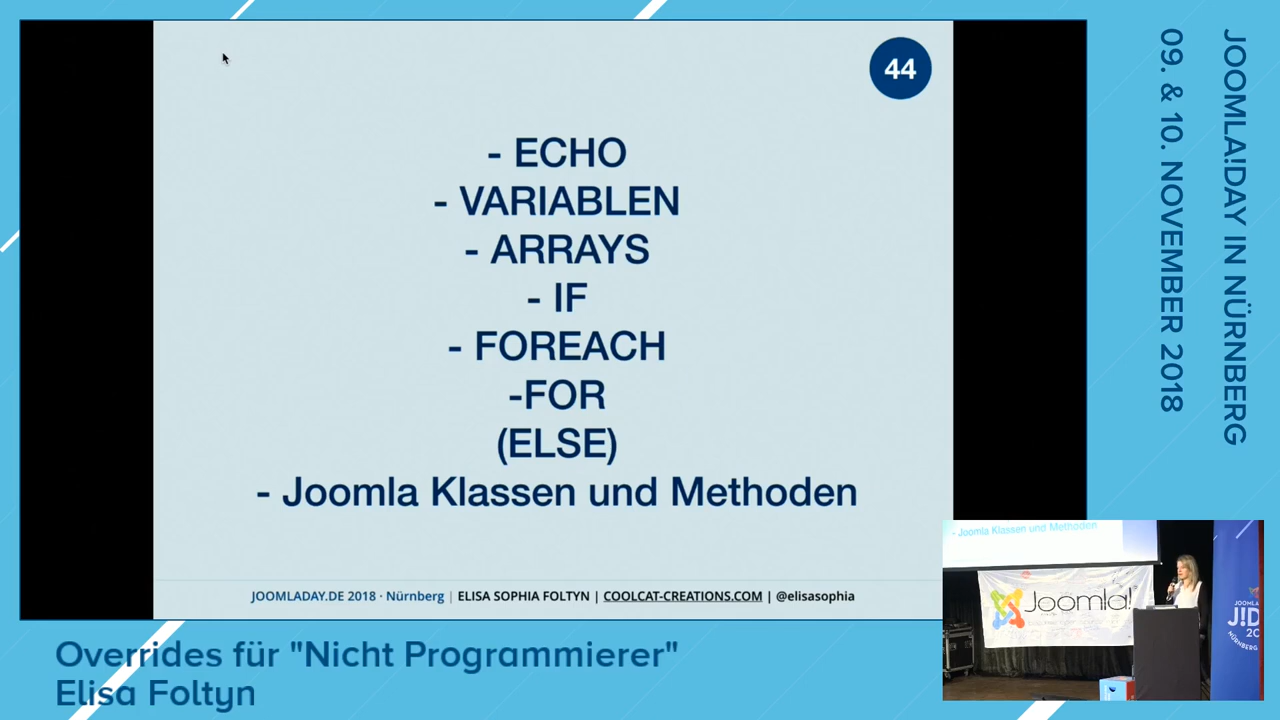 44
- ECHO
- VARIABLEN
- ARRAYS
- IF
- FOREACH
-FOR
(ELSE)
- Joomla Klassen und Methoden
JOOMLADAY.DE 2018 · Nürnberg | ELISA SOPHIA FOLTYN | COOLCAT-CREATIONS.COM | @elisasophia
JOOMLA!DAY IN NÜRNBERG
09. & 10. NOVEMBER 2018
- Joomla Klassen und Methoden
Joomla!
Overrides für "Nicht Programmierer"
Elisa Foltyn